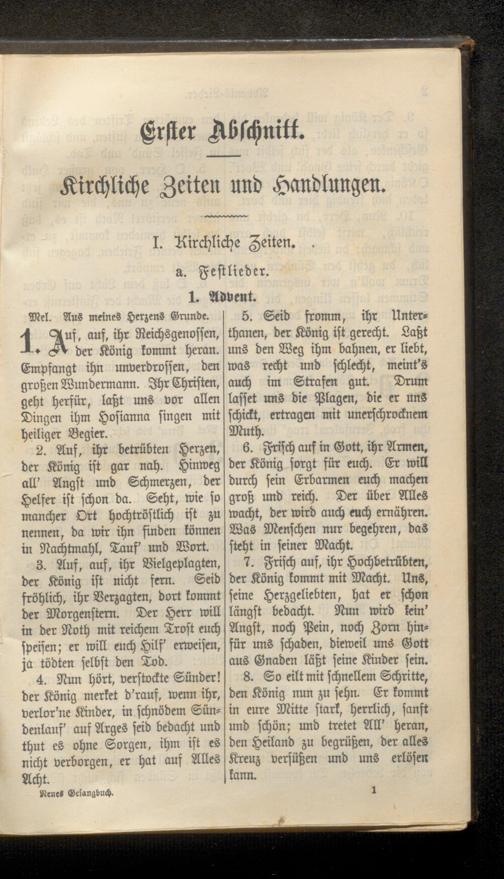 Erster Abschnitt.
Kirchliche Zeiten und Handlungen.
I. Kirchliche Zeiten.
a. Festlieder.
1. Advent.
Mel. Aus meines Herzens Grunde.
1. Auf, auf, ihr Reichsgenossen,
der König kommt heran.
Empfangt ihn unverdrossen, den
großen Wundermann. Ihr Christen,
geht herfür, laßt uns vor allen
Dingen ihm Hosianna singen mit
heiliger Begier.
2. Auf, ihr betrübten Herzen,
der König ist gar nah. Hinweg
all' Angst und Schmerzen, der
Helfer ist schon da. Seht, wie so
mancher Ort hochtröstlich ist zu
nennen, da wir ihn finden können
in Nachtmahl, Tauf' und Wort.
3. Auf, auf, ihr Vielgeplagten,
der König ist nicht fern. Seid
fröhlich, ihr Verzagten, dort kommt
der Morgenstern. Der Herr will
in der Noth mit reichem Trost euch
speisen; er will euch Hilf' erweisen,
ja tödten selbst den Tod.
4. Nun hört, verstockte Sünder!
der König merket d'rauf, wenn ihr,
verlor'ne Kinder, in schnödem Sün-
denlauf' auf Arges seid bedacht und
thut es ohne Sorgen, ihm ist es
nicht verborgen, er hat auf Alles
Acht.
5. Seid fromm, ihr Unter-
thanen, der König ist gerecht. Laßt
uns den Weg ihm bahnen, er liebt,
was recht und schlecht, meint's
auch im Strafen gut. Drum
lasset uns die Plagen, die er uns
schickt, ertragen mit unerschrocknem
Muth.
6. Frisch auf in Gott, ihr Armen,
der König sorgt für euch. Er will
durch sein Erbarmen euch machen
groß und reich. Der über Alles
wacht, der wird auch euch ernähren.
Was Menschen nur begehren, das
steht in seiner Macht.
7. Frisch auf, ihr Hochbetrübten,
der König kommt mit Macht. Uns,
seine Herzgeliebten, hat er schon
längst bedacht. Nun wird kein'
Angst, noch Pein, noch Zorn hin-
für uns schaden, dieweil uns Gott
aus Gnaden läßt seine Kinder sein.
8. So eilt mit schnellem Schritte,
den König nun zu sehn. Er kommt
in eure Mitte stark, herrlich, sanft
und schön; und tretet All' heran,
den Heiland zu begrüßen, der alles
Kreuz versüßen und uns erlösen
kann.
Neues Gesangbuch.
1